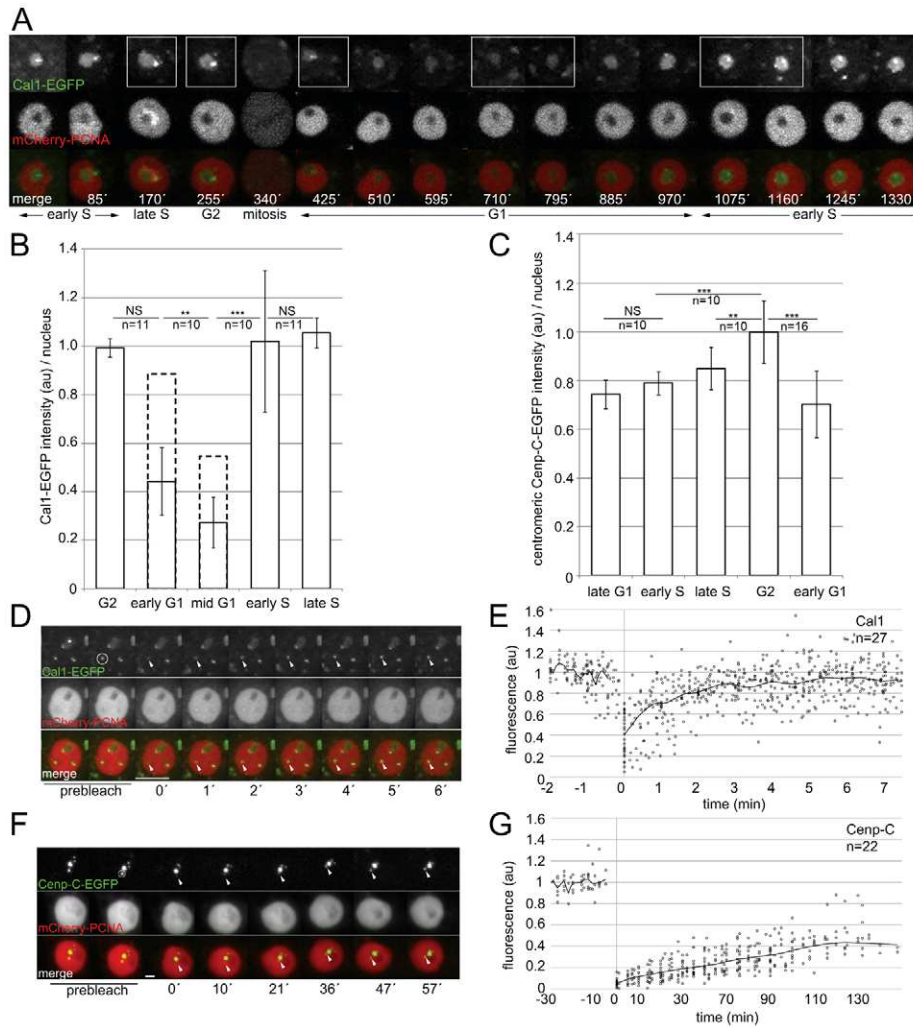 A
Cal1-EGFP
mCherry-PCNA
merge 85´ 170´ 255´ 340´ 425´ 510´ 595´ 710´ 795´ 885´ 970´ 1075´ 1160´ 1245´ 1330´
early S late S G2 mitosis G1 early S
B
Cal1-EGFP intensity (au) / nucleus
1.4
1.2
1.0
0.8
0.6
0.4
0.2
0
NS ** *** NS
n=11 n=10 n=10 n=11
G2 early G1 mid G1 early S late S
C
centromeric Cenp-C-EGFP intensity (au) / nucleus
1.4
1.2
1.0
0.8
0.6
0.4
0.2
0
***
n=10
NS ** ***
n=10 n=10 n=16
late G1 early S late S G2 early G1
D
Cal1-EGFP
mCherry-PCNA
merge
prebleach 0´ 1´ 2´ 3´ 4´ 5´ 6´
E
Cal1
n=27
fluorescence (au)
1.6
1.4
1.2
1
0.8
0.6
0.4
0.2
0
-2 -1 0 1 2 3 4 5 6 7
time (min)
F
Cenp-C-EGFP
mCherry-PCNA
merge
prebleach 0´ 10´ 21´ 36´ 47´ 57´
G
Cenp-C
n=22
fluorescence (au)
1.6
1.4
1.2
1
0.8
0.6
0.4
0.2
0
-30 -10 10 30 50 70 90 110 130
time (min)